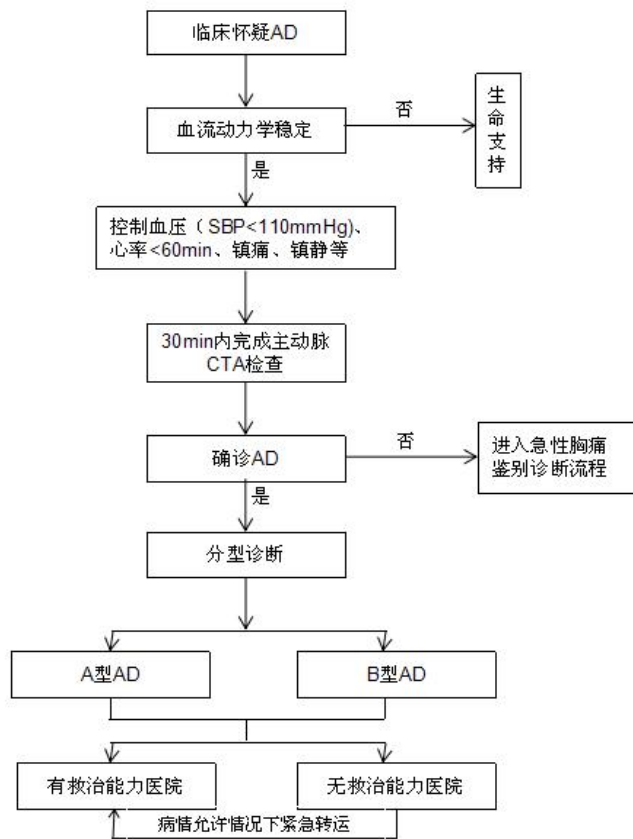 临床怀疑AD
血流动力学稳定
否
生
命
支
持
是
控制血压（SBP<110mmHg)、
心率<60min、镇痛、镇静等
30min内完成主动脉
CTA检查
确诊AD
否
进入急性胸痛
鉴别诊断流程
是
分型诊断
A型AD
B型AD
有救治能力医院
无救治能力医院
病情允许情况下紧急转运